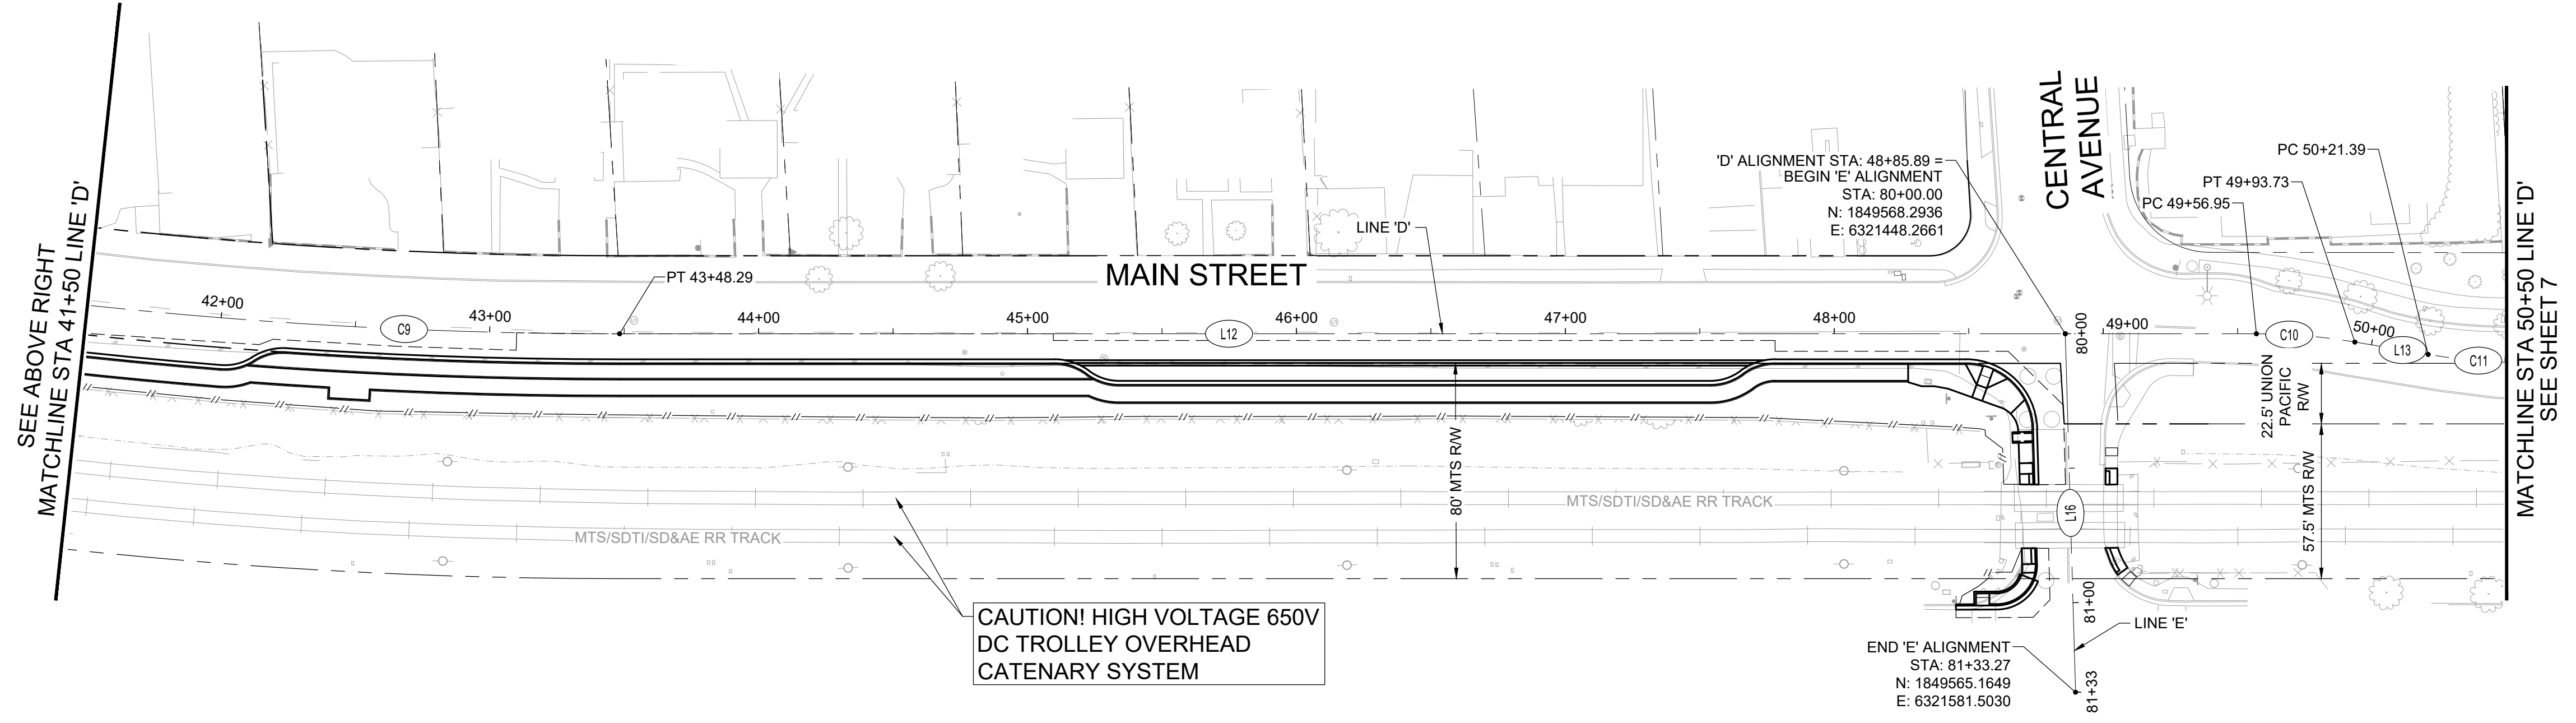 SEE ABOVE RIGHT
MATCHLINE STA 41+50 LINE 'D'
42+00
C9
43+00
PT 43+48.29
44+00
45+00
MAIN STREET
L12
46+00
LINE 'D'
47+00
48+00
'D' ALIGNMENT STA: 48+85.89 =
BEGIN 'E' ALIGNMENT
STA: 80+00.00
N: 1849568.2936
E: 6321448.2661
CENTRAL
AVENUE
80+00
49+00
PC 49+56.95
PT 49+93.73
PC 50+21.39
C10
50+00
L13
C11
22.5' UNION
PACIFIC
R/W
57.5' MTS R/W
80' MTS R/W
MTS/SDTI/SD&AE RR TRACK
MTS/SDTI/SD&AE RR TRACK
L16
CAUTION! HIGH VOLTAGE 650V
DC TROLLEY OVERHEAD
CATENARY SYSTEM
81+00
LINE 'E'
END 'E' ALIGNMENT
STA: 81+33.27
N: 1849565.1649
E: 6321581.5030
81+33
MATCHLINE STA 50+50 LINE 'D'
SEE SHEET 7